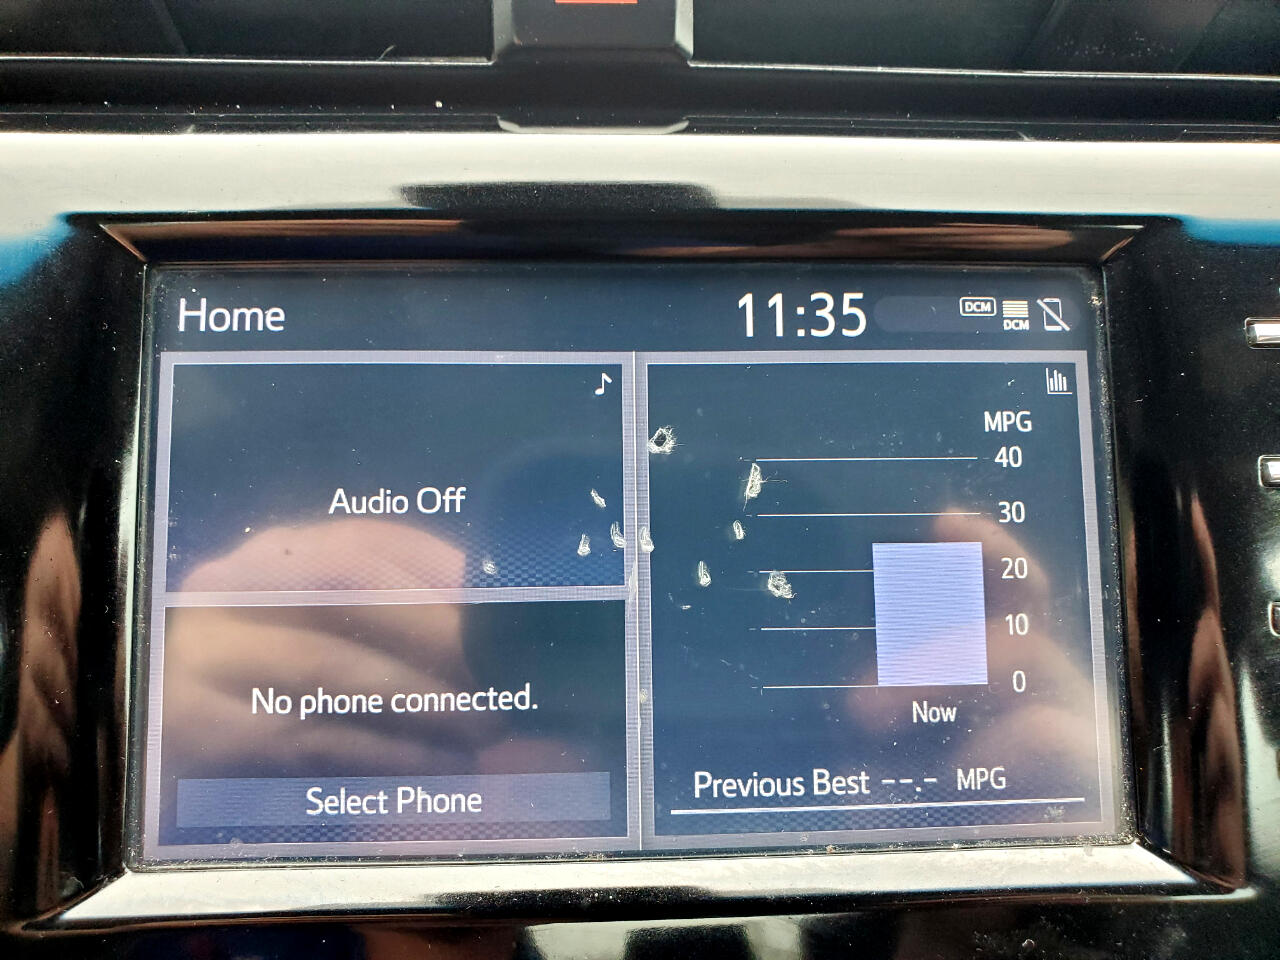 Home
11:35
DCM
DCM
Audio Off
MPG
40
30
20
10
0
Now
No phone connected.
Select Phone
Previous Best --.- MPG